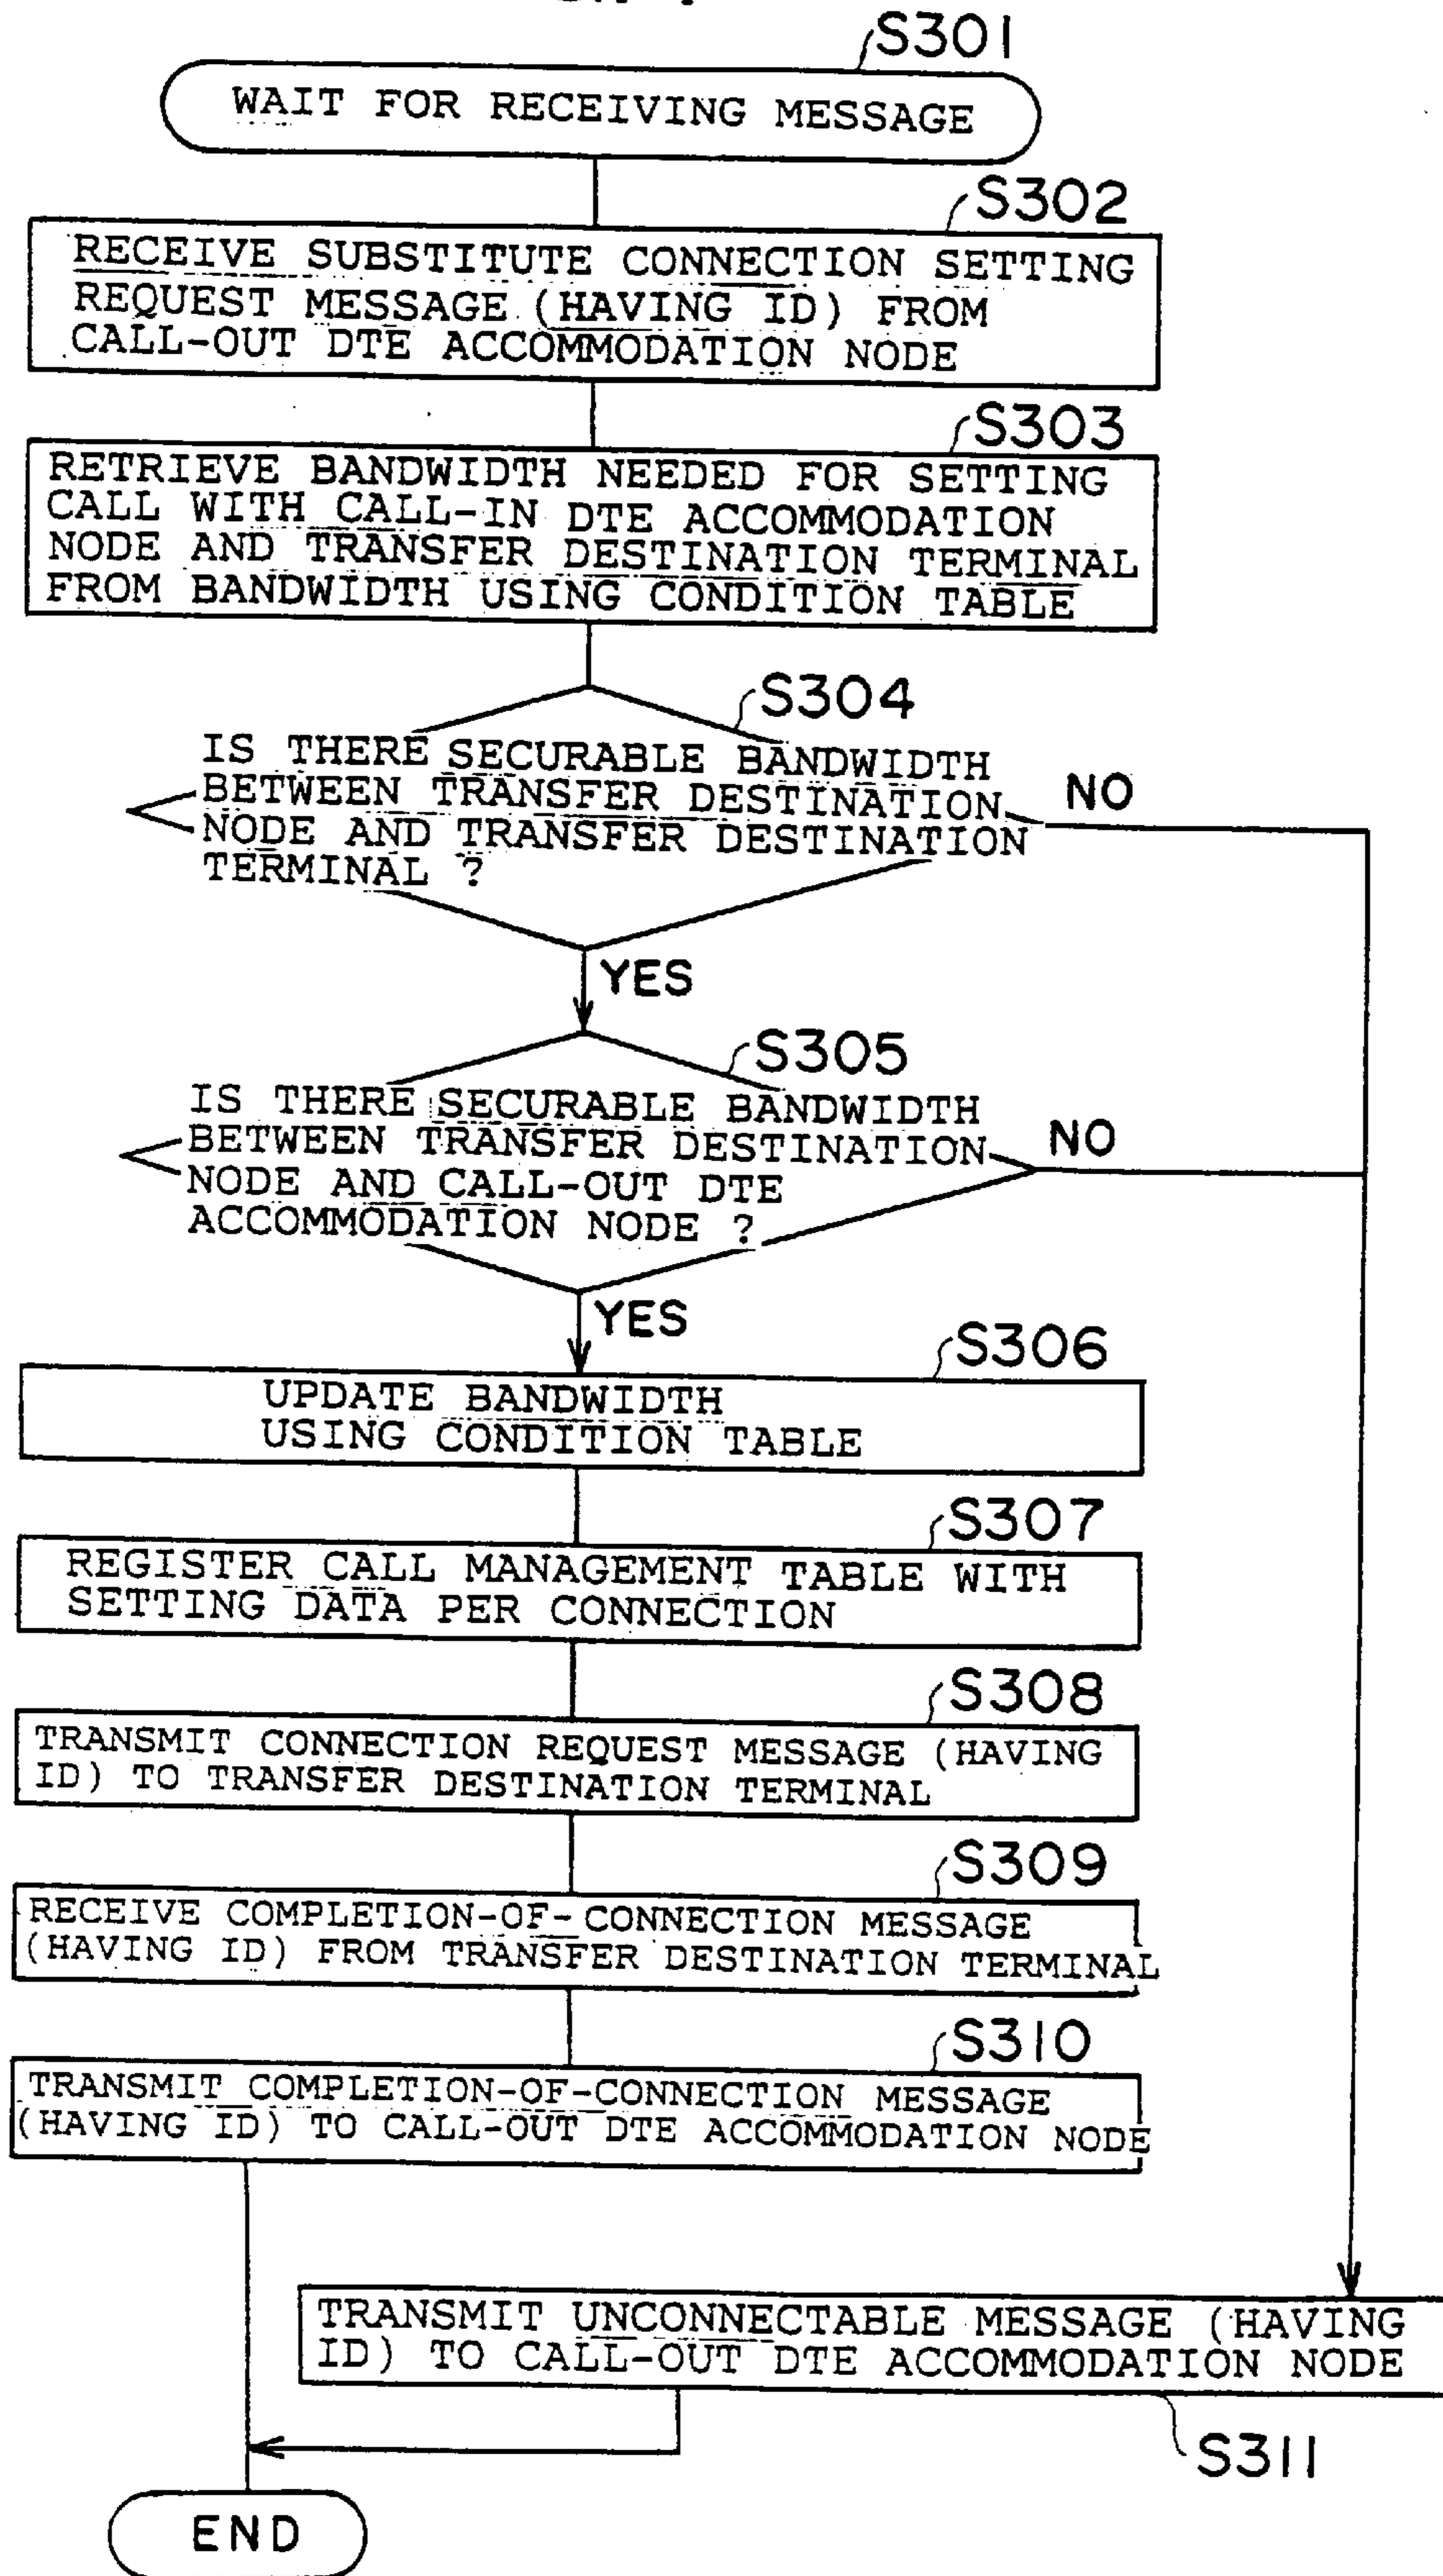 S301
WAIT FOR RECEIVING MESSAGE
S302
RECEIVE SUBSTITUTE CONNECTION SETTING
REQUEST MESSAGE (HAVING ID) FROM
CALL-OUT DTE ACCOMMODATION NODE
S303
RETRIEVE BANDWIDTH NEEDED FOR SETTING
CALL WITH CALL-IN DTE ACCOMMODATION
NODE AND TRANSFER DESTINATION TERMINAL
FROM BANDWIDTH USING CONDITION TABLE
S304
IS THERE SECURABLE BANDWIDTH
BETWEEN TRANSFER DESTINATION
NODE AND TRANSFER DESTINATION
TERMINAL ?
NO
YES
S305
IS THERE SECURABLE BANDWIDTH
BETWEEN TRANSFER DESTINATION
NODE AND CALL-OUT DTE
ACCOMMODATION NODE ?
NO
YES
S306
UPDATE BANDWIDTH
USING CONDITION TABLE
S307
REGISTER CALL MANAGEMENT TABLE WITH
SETTING DATA PER CONNECTION
S308
TRANSMIT CONNECTION REQUEST MESSAGE (HAVING
ID) TO TRANSFER DESTINATION TERMINAL
S309
RECEIVE COMPLETION-OF-CONNECTION MESSAGE
(HAVING ID) FROM TRANSFER DESTINATION TERMINAL
S310
TRANSMIT COMPLETION-OF-CONNECTION MESSAGE
(HAVING ID) TO CALL-OUT DTE ACCOMMODATION NODE
TRANSMIT UNCONNECTABLE MESSAGE (HAVING
ID) TO CALL-OUT DTE ACCOMMODATION NODE
S311
END